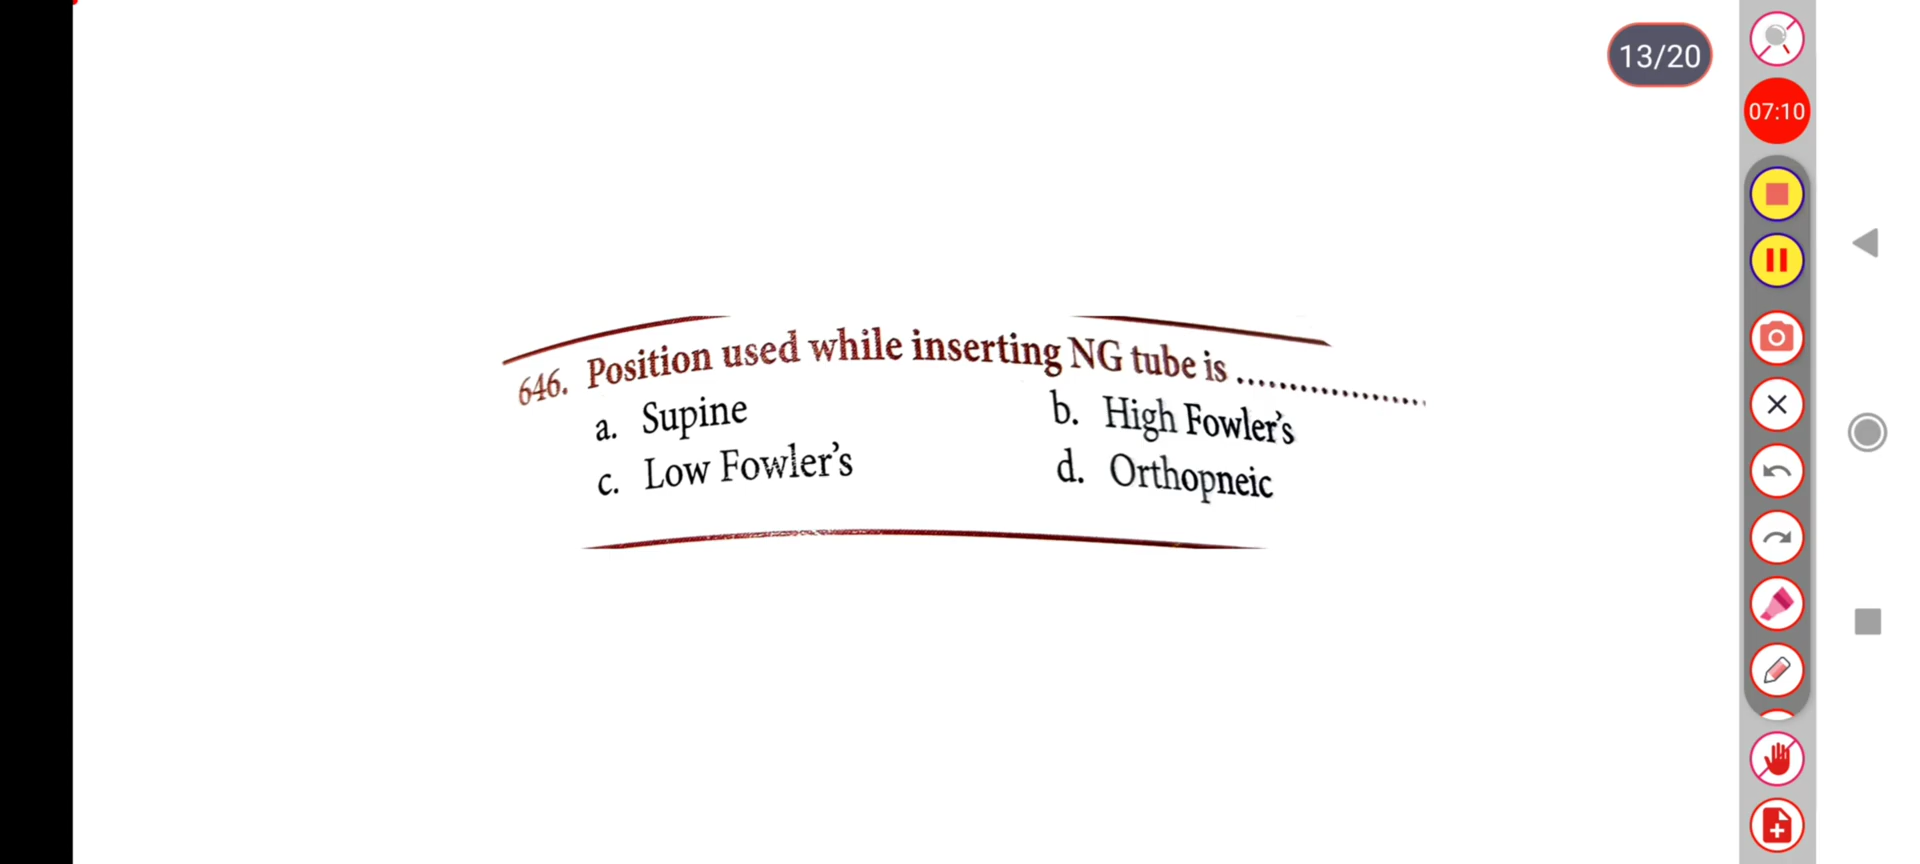 13/20
07:10
646. Position used while inserting NG tube is ....................
a. Supine
b. High Fowler's
c. Low Fowler's
d. Orthopneic